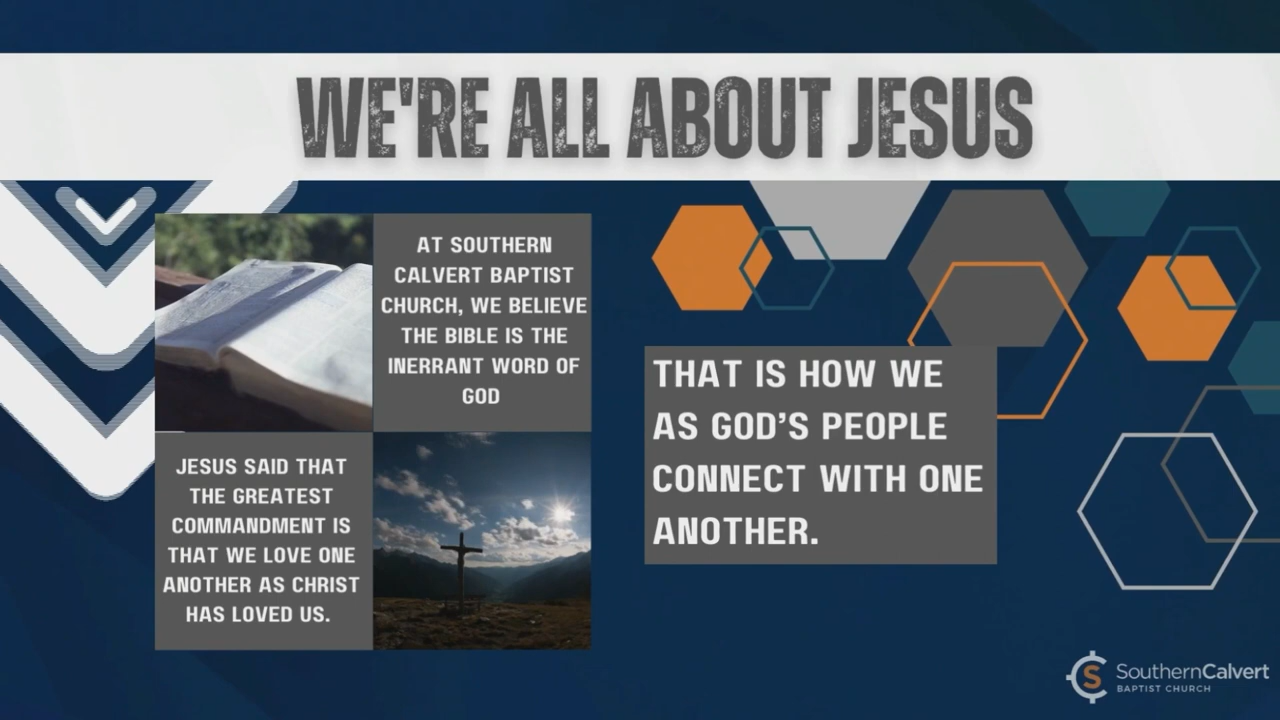 WE'RE ALL ABOUT JESUS
AT SOUTHERN
CALVERT BAPTIST
CHURCH, WE BELIEVE
THE BIBLE IS THE
INERRANT WORD OF
GOD
JESUS SAID THAT
THE GREATEST
COMMANDMENT IS
THAT WE LOVE ONE
ANOTHER AS CHRIST
HAS LOVED US.
THAT IS HOW WE
AS GOD'S PEOPLE
CONNECT WITH ONE
ANOTHER.
SouthernCalvert
BAPTIST CHURCH